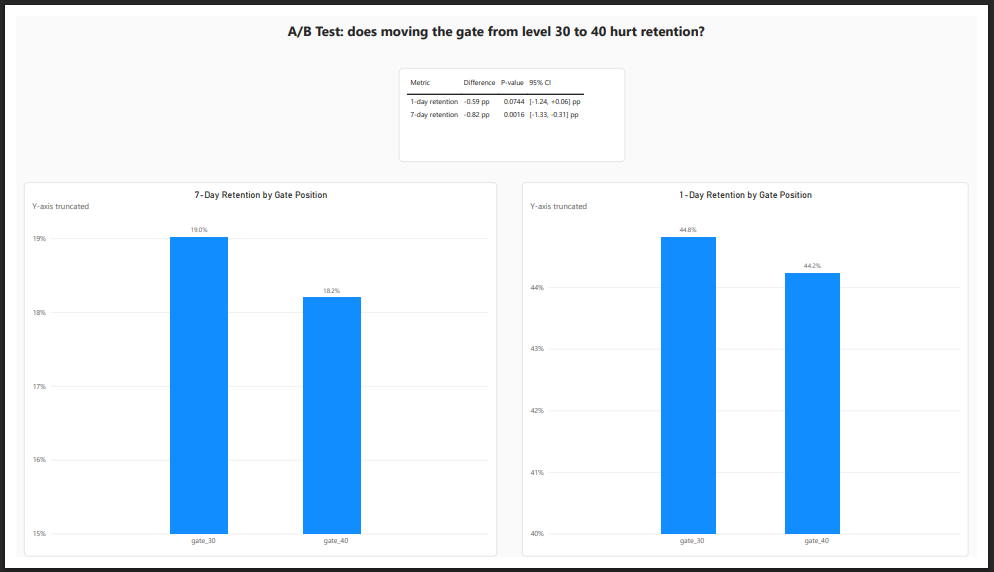 A/B Test: does moving the gate from level 30 to 40 hurt retention?
Metric Difference P-value 95% CI
1-day retention -0.59 pp 0.0744 [-1.24, +0.06] pp
7-day retention -0.82 pp 0.0016 [-1.33, -0.31] pp
7-Day Retention by Gate Position
Y-axis truncated
19.0%
19%
18.2%
18%
17%
16%
15%
gate_30 gate_40
1-Day Retention by Gate Position
Y-axis truncated
44.8%
44.2%
44%
43%
42%
41%
40%
gate_30 gate_40